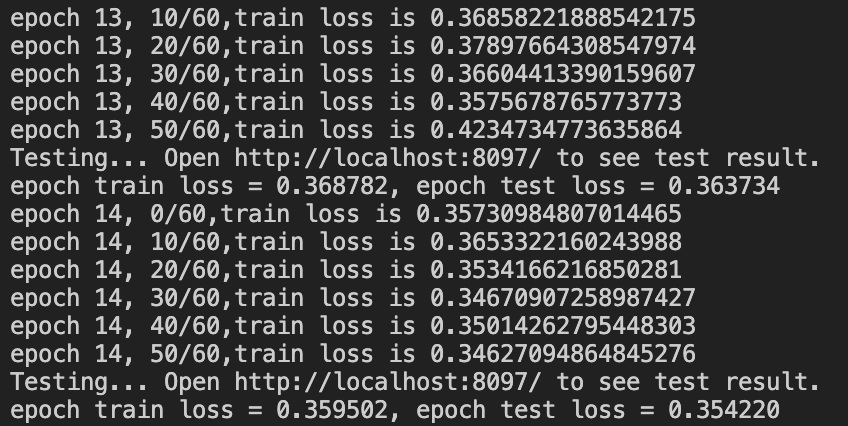 epoch 13, 10/60,train loss is 0.36858221888542175
epoch 13, 20/60,train loss is 0.37897664308547974
epoch 13, 30/60,train loss is 0.36604413390159607
epoch 13, 40/60,train loss is 0.3575678765773773
epoch 13, 50/60,train loss is 0.4234734773635864
Testing... Open http://localhost:8097/ to see test result.
epoch train loss = 0.368782, epoch test loss = 0.363734
epoch 14, 0/60,train loss is 0.35730984807014465
epoch 14, 10/60,train loss is 0.3653322160243988
epoch 14, 20/60,train loss is 0.3534166216850281
epoch 14, 30/60,train loss is 0.34670907258987427
epoch 14, 40/60,train loss is 0.35014262795448303
epoch 14, 50/60,train loss is 0.34627094864845276
Testing... Open http://localhost:8097/ to see test result.
epoch train loss = 0.359502, epoch test loss = 0.354220